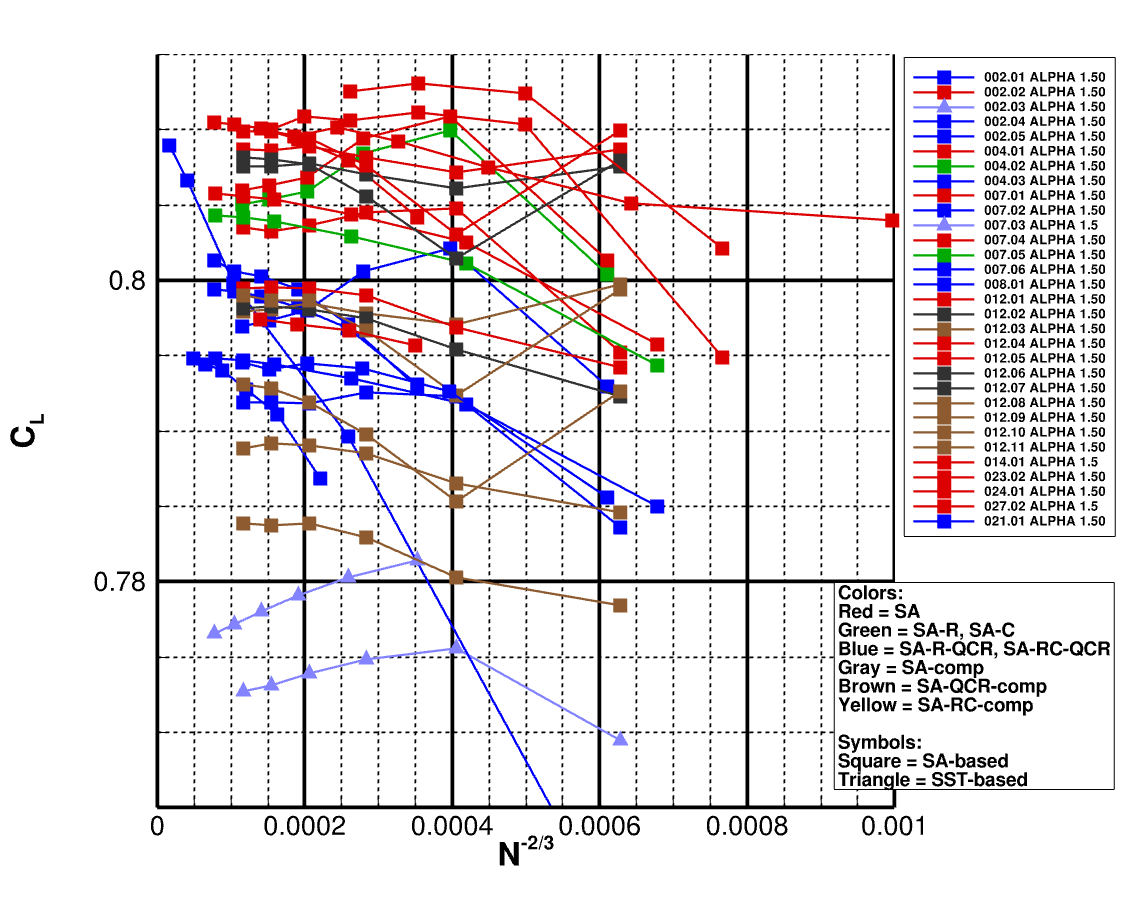 002.01 ALPHA 1.50
002.02 ALPHA 1.50
002.03 ALPHA 1.50
002.04 ALPHA 1.50
002.05 ALPHA 1.50
004.01 ALPHA 1.50
004.02 ALPHA 1.50
004.03 ALPHA 1.50
007.01 ALPHA 1.50
007.02 ALPHA 1.50
007.03 ALPHA 1.5
007.04 ALPHA 1.50
007.05 ALPHA 1.50
007.06 ALPHA 1.50
008.01 ALPHA 1.50
012.01 ALPHA 1.50
012.02 ALPHA 1.50
012.03 ALPHA 1.50
012.04 ALPHA 1.50
012.05 ALPHA 1.50
012.06 ALPHA 1.50
012.07 ALPHA 1.50
012.08 ALPHA 1.50
012.09 ALPHA 1.50
012.10 ALPHA 1.50
012.11 ALPHA 1.50
014.01 ALPHA 1.5
023.02 ALPHA 1.50
024.01 ALPHA 1.50
027.02 ALPHA 1.5
021.01 ALPHA 1.50
0.8
0.78
C_L
Colors:
Red = SA
Green = SA-R, SA-C
Blue = SA-R-QCR, SA-RC-QCR
Gray = SA-comp
Brown = SA-QCR-comp
Yellow = SA-RC-comp
Symbols:
Square = SA-based
Triangle = SST-based
0 0.0002 0.0004 0.0006 0.0008 0.001
N^-2/3